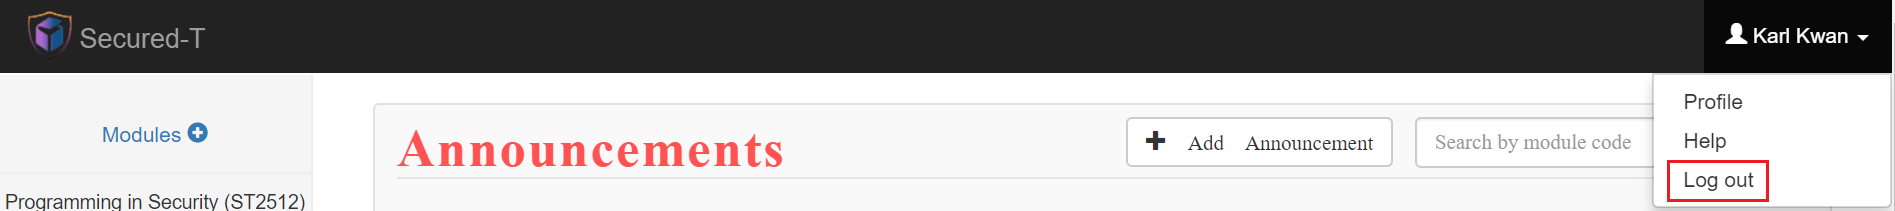 Secured-T
Karl Kwan
Profile
Help
Log out
Modules
Announcements
Add Announcement
Search by module code
Programming in Security (ST2512)